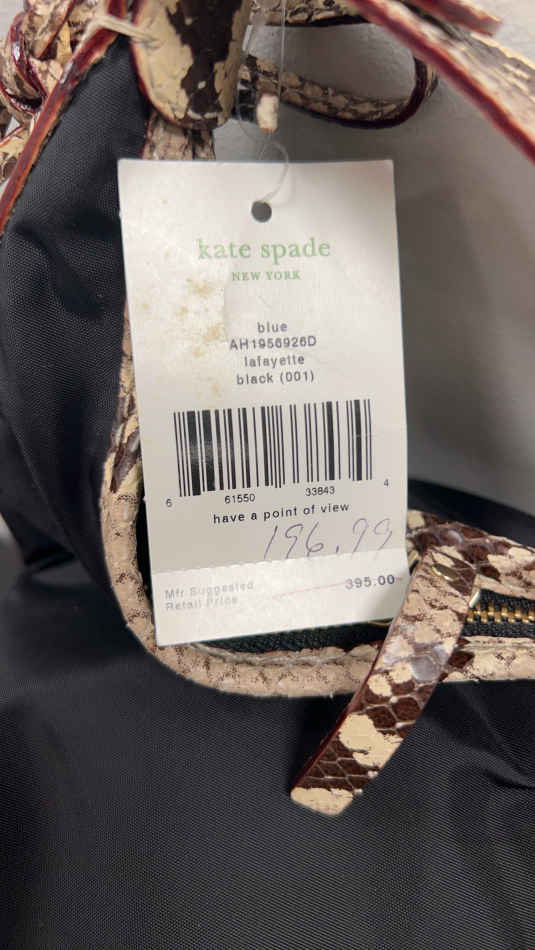 kate spade
NEW YORK
blue
AH1956926D
lafayette
black (001)
6 61550 33843 4
have a point of view
196.99
Mfr Suggested 395.00
Retail Price